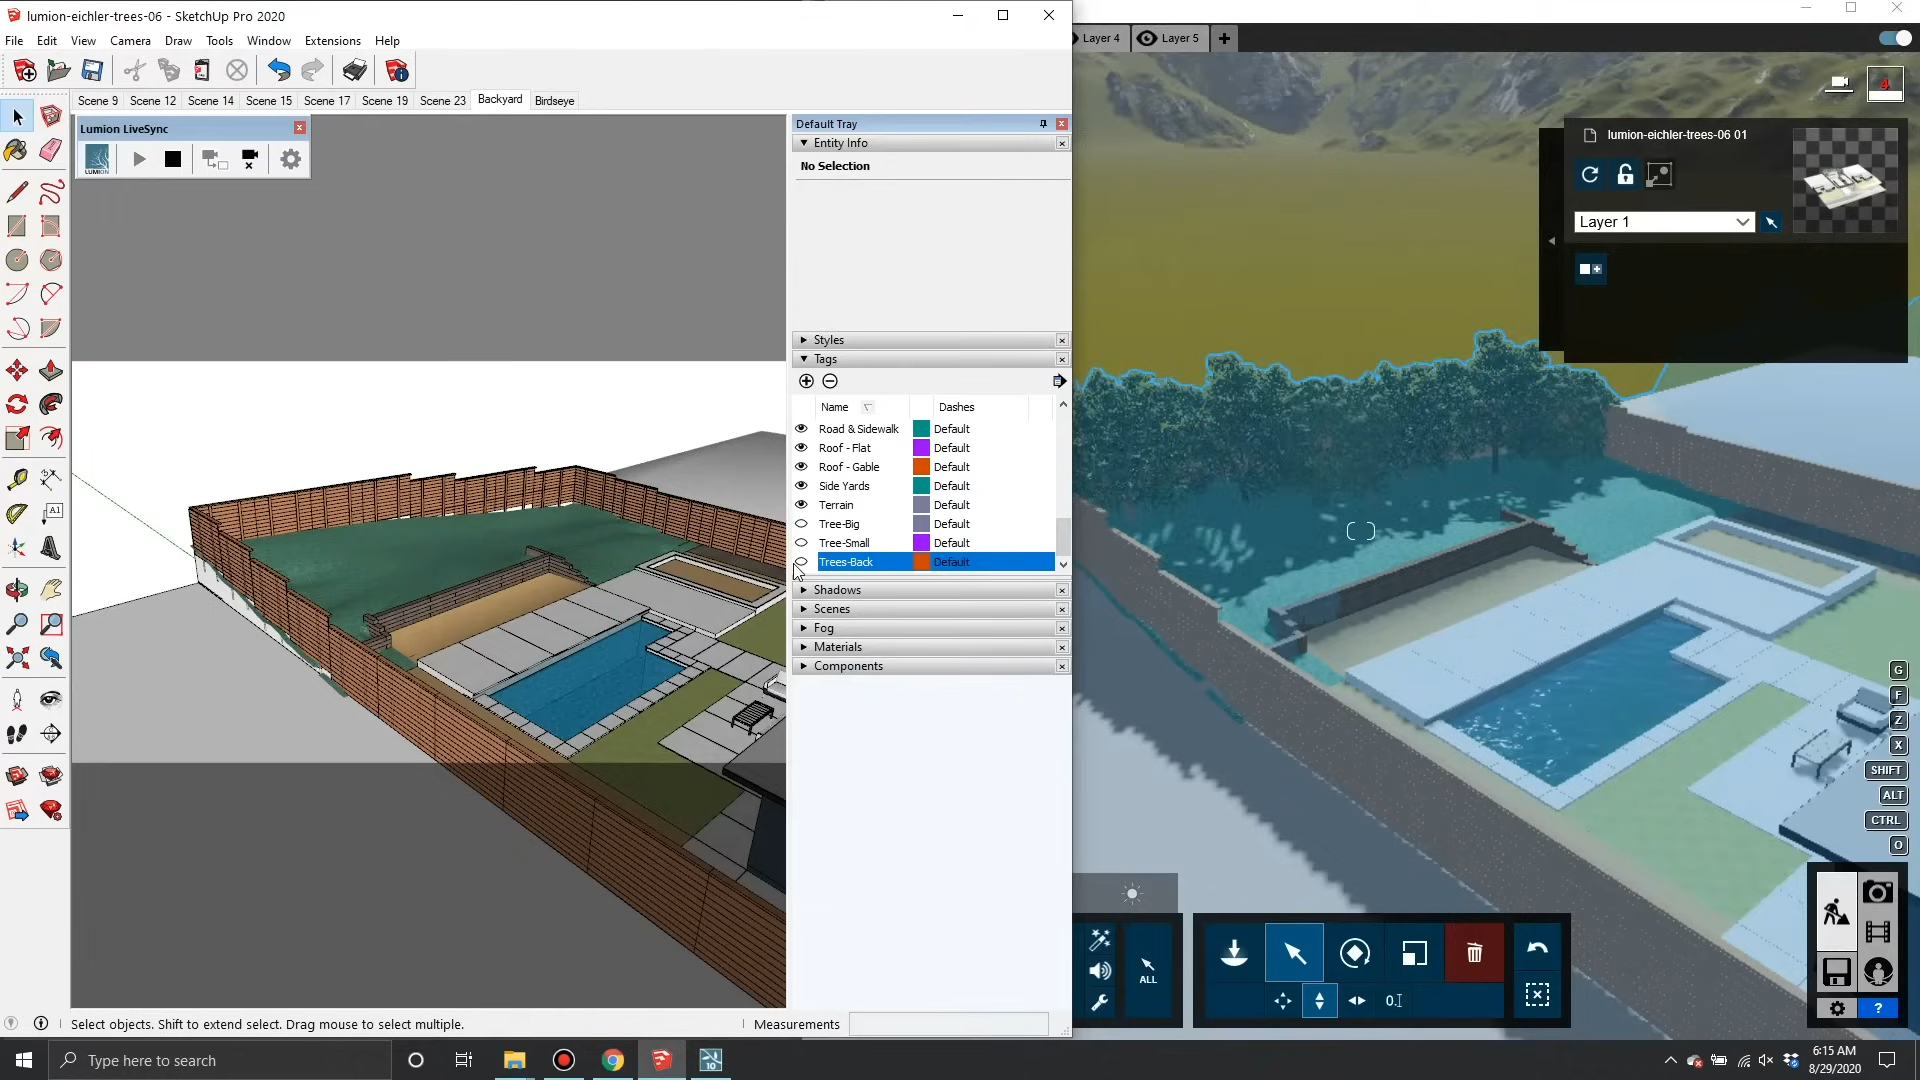 lumion-eichler-trees-06 - SketchUp Pro 2020
File Edit View Camera Draw Tools Window Extensions Help
Scene 9 Scene 12 Scene 14 Scene 15 Scene 17 Scene 19 Scene 23 Backyard Birdseye
Lumion LiveSync
LUMION
A1
Default Tray
Entity Info
No Selection
Styles
Tags
Name Dashes
Road & Sidewalk Default
Roof - Flat Default
Roof - Gable Default
Side Yards Default
Terrain Default
Tree-Big Default
Tree-Small Default
Trees-Back Default
Shadows
Scenes
Fog
Materials
Components
Select objects. Shift to extend select. Drag mouse to select multiple.
Measurements
Layer 4 Layer 5
4
lumion-eichler-trees-06 01
Layer 1
G
F
Z
X
SHIFT
ALT
CTRL
O
ALL
0.
?
Type here to search
10
6:15 AM
8/29/2020